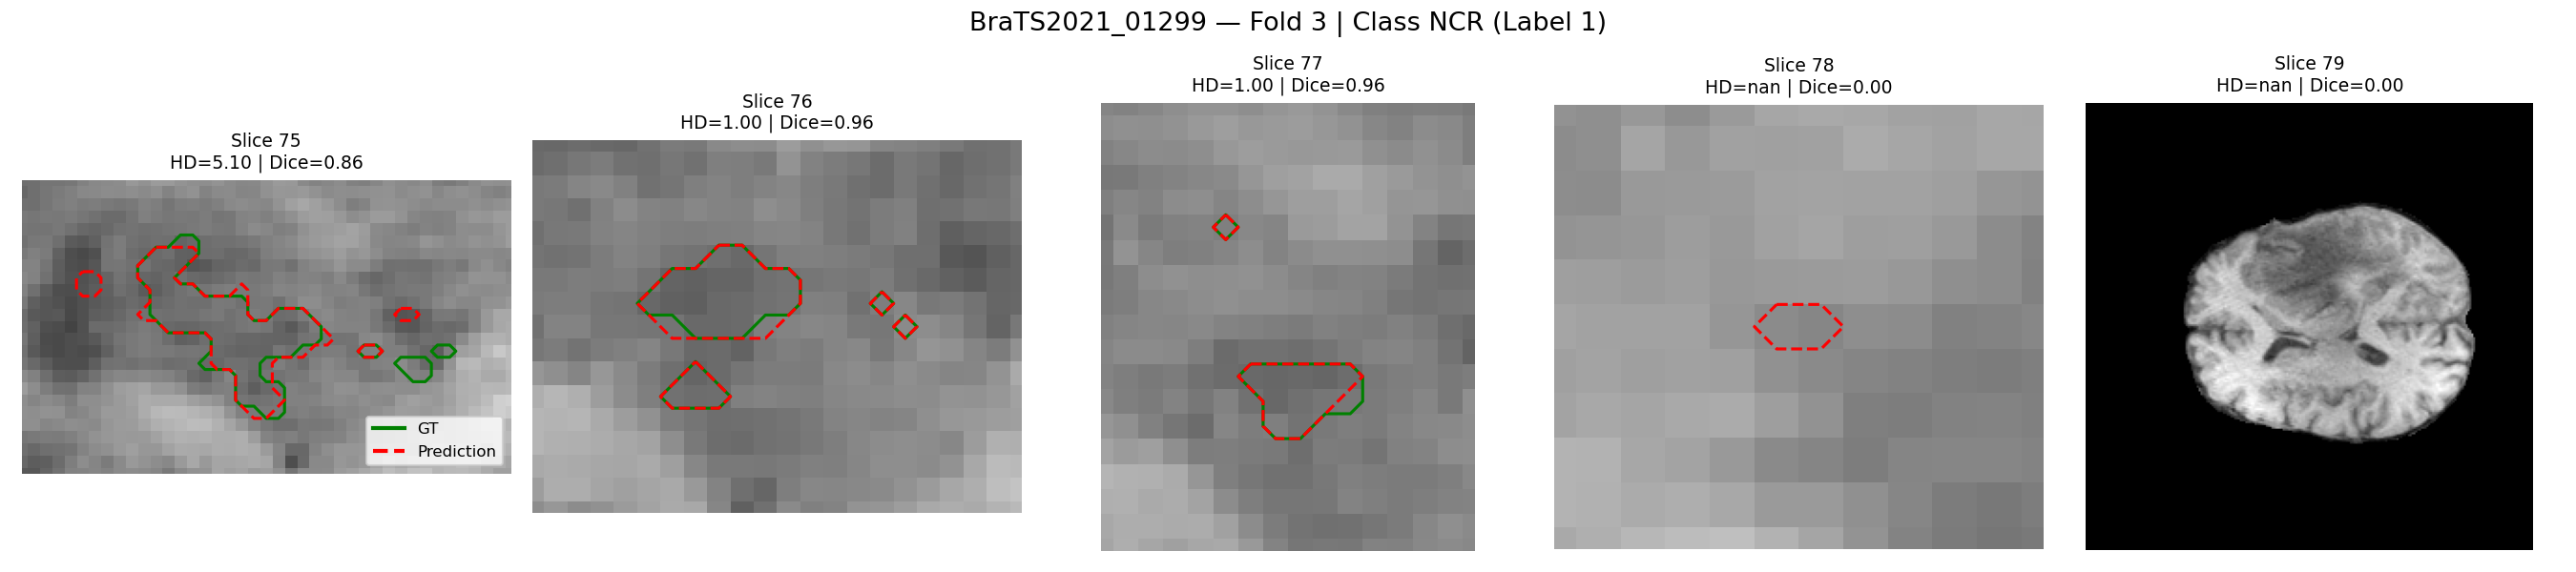 BraTS2021_01299 — Fold 3 | Class NCR (Label 1)
Slice 75
HD=5.10 | Dice=0.86
GT
Prediction
Slice 76
HD=1.00 | Dice=0.96
Slice 77
HD=1.00 | Dice=0.96
Slice 78
HD=nan | Dice=0.00
Slice 79
HD=nan | Dice=0.00